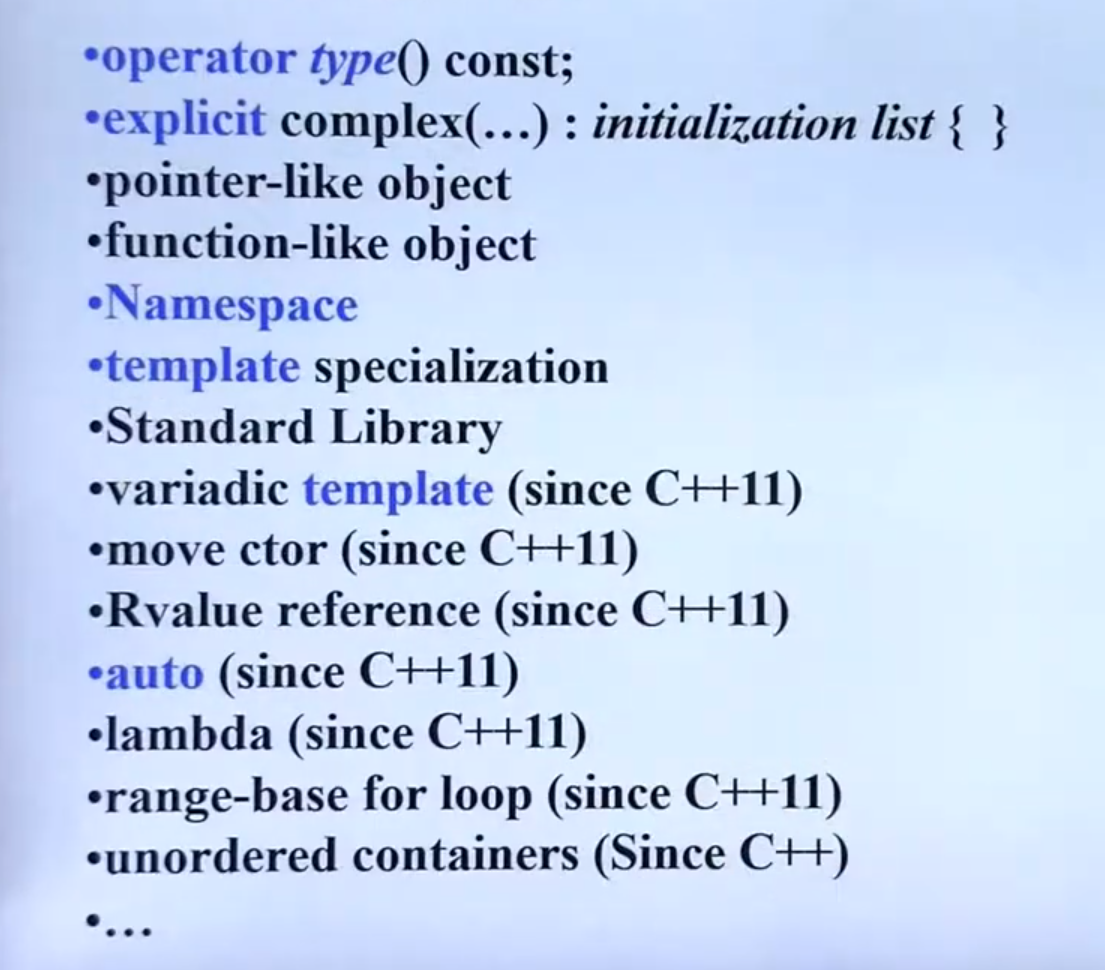 •operator type() const;
•explicit complex(…) : initialization list { }
•pointer-like object
•function-like object
•Namespace
•template specialization
•Standard Library
•variadic template (since C++11)
•move ctor (since C++11)
•Rvalue reference (since C++11)
•auto (since C++11)
•lambda (since C++11)
•range-base for loop (since C++11)
•unordered containers (Since C++)
•…